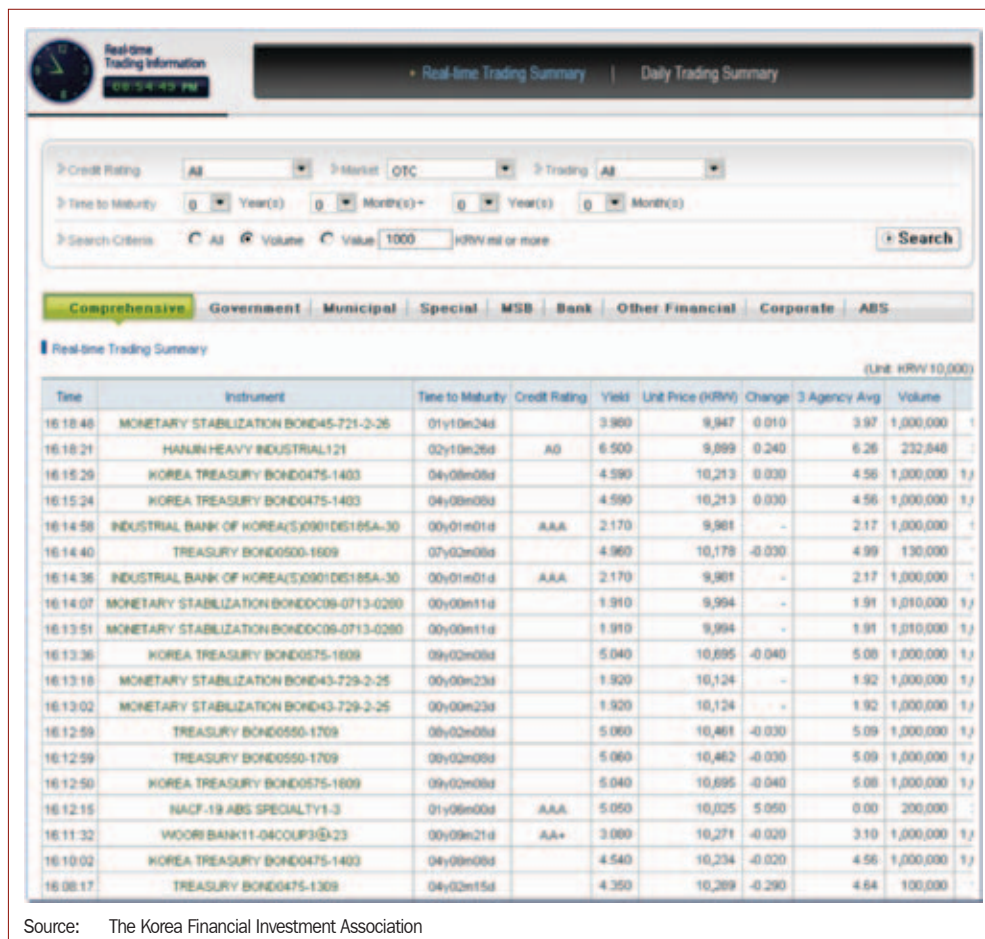 Real-time
Trading Information
08:54:49 PM
Real-time Trading Summary | Daily Trading Summary
Credit Rating All Market OTC Trading All
Time to Maturity 0 Year(s) 0 Month(s)~ 0 Year(s) 0 Month(s)
Search Criteria All Volume Value 1000 KRW mil or more Search
Comprehensive Government Municipal Special MSB Bank Other Financial Corporate ABS
Real-time Trading Summary
(Unit: KRW 10,000)
Time Instrument Time to Maturity Credit Rating Yield Unit Price (KRW) Change 3 Agency Avg Volume
16:18:48 MONETARY STABILIZATION BOND45-721-2-26 01y10m24d 3.980 9,947 0.010 3.97 1,000,000
16:18:21 HANJIN HEAVY INDUSTRIAL121 02y10m26d A0 6.500 9,899 0.240 6.26 232,848
16:15:29 KOREA TREASURY BOND0475-1403 04y08m08d 4.590 10,213 0.030 4.56 1,000,000
16:15:24 KOREA TREASURY BOND0475-1403 04y08m08d 4.590 10,213 0.030 4.56 1,000,000
16:14:58 INDUSTRIAL BANK OF KOREA(S)0901DIS185A-30 00y01m01d AAA 2.170 9,981 - 2.17 1,000,000
16:14:40 TREASURY BOND0500-1609 07y02m08d 4.960 10,178 -0.030 4.99 130,000
16:14:36 INDUSTRIAL BANK OF KOREA(S)0901DIS185A-30 00y01m01d AAA 2.170 9,981 - 2.17 1,000,000
16:14:07 MONETARY STABILIZATION BONDDC09-0713-0280 00y00m11d 1.910 9,994 - 1.91 1,010,000
16:13:51 MONETARY STABILIZATION BONDDC09-0713-0280 00y00m11d 1.910 9,994 - 1.91 1,010,000
16:13:36 KOREA TREASURY BOND0575-1809 09y02m08d 5.040 10,695 -0.040 5.08 1,000,000
16:13:18 MONETARY STABILIZATION BOND43-729-2-25 00y00m23d 1.920 10,124 - 1.92 1,000,000
16:13:02 MONETARY STABILIZATION BOND43-729-2-25 00y00m23d 1.920 10,124 - 1.92 1,000,000
16:12:59 TREASURY BOND0550-1709 08y02m08d 5.060 10,461 -0.030 5.09 1,000,000
16:12:59 TREASURY BOND0550-1709 08y02m08d 5.060 10,462 -0.030 5.09 1,000,000
16:12:50 KOREA TREASURY BOND0575-1809 09y02m08d 5.040 10,695 -0.040 5.08 1,000,000
16:12:15 NACF-19 ABS SPECIALTY1-3 01y06m00d AAA 5.050 10,025 5.050 0.00 200,000
16:11:32 WOORI BANK11-04COUP3 23 00y09m21d AA+ 3.080 10,271 -0.020 3.10 1,000,000
16:10:02 KOREA TREASURY BOND0475-1403 04y08m08d 4.540 10,234 -0.020 4.56 1,000,000
16:08:17 TREASURY BOND0475-1309 04y02m15d 4.350 10,289 -0.290 4.64 100,000
Source: The Korea Financial Investment Association